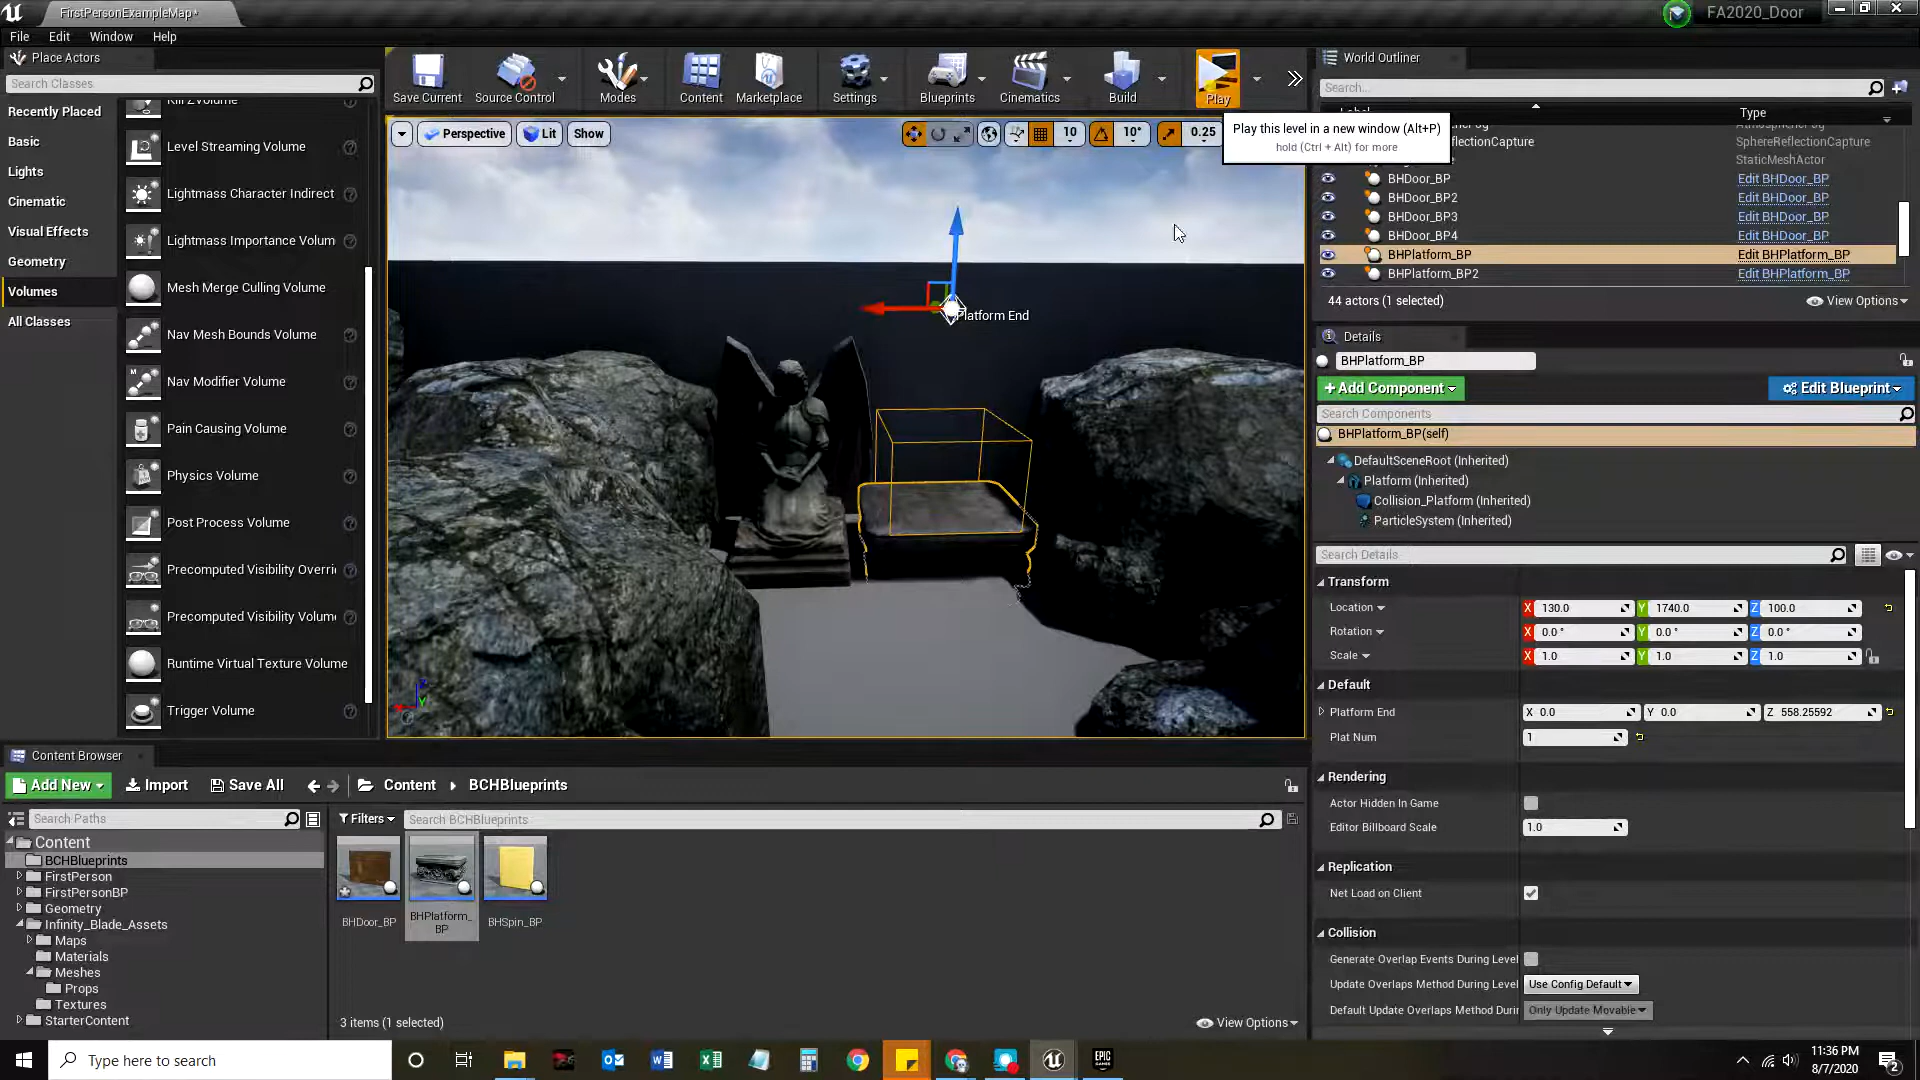 FirstPersonExampleMap*
FA2020_Door
File Edit Window Help
Place Actors
Search Classes
Recently Placed
Basic
Lights
Cinematic
Visual Effects
Geometry
Volumes
All Classes
Kill ZVolume
Level Streaming Volume
Lightmass Character Indirect
Lightmass Importance Volum
Mesh Merge Culling Volume
Nav Mesh Bounds Volume
Nav Modifier Volume
Pain Causing Volume
Physics Volume
Post Process Volume
Precomputed Visibility Overri
Precomputed Visibility Volume
Runtime Virtual Texture Volume
Trigger Volume
Save Current Source Control Modes Content Marketplace Settings Blueprints Cinematics Build Play
Perspective Lit Show 10 10° 0.25
Play this level in a new window (Alt+P)
hold (Ctrl + Alt) for more
Platform End
World Outliner
Search...
Label Type
ReflectionCapture SphereReflectionCapture
StaticMeshActor
BHDoor_BP Edit BHDoor_BP
BHDoor_BP2 Edit BHDoor_BP
BHDoor_BP3 Edit BHDoor_BP
BHDoor_BP4 Edit BHDoor_BP
BHPlatform_BP Edit BHPlatform_BP
BHPlatform_BP2 Edit BHPlatform_BP
44 actors (1 selected) View Options
Details
BHPlatform_BP
+Add Component Edit Blueprint
Search Components
BHPlatform_BP(self)
DefaultSceneRoot (Inherited)
Platform (Inherited)
Collision_Platform (Inherited)
ParticleSystem (Inherited)
Search Details
Transform
Location X 130.0 Y 1740.0 Z 100.0
Rotation X 0.0 ° Y 0.0 ° Z 0.0 °
Scale X 1.0 Y 1.0 Z 1.0
Default
Platform End X 0.0 Y 0.0 Z 558.25592
Plat Num 1
Rendering
Actor Hidden In Game
Editor Billboard Scale 1.0
Replication
Net Load on Client
Collision
Generate Overlap Events During Level
Update Overlaps Method During Level Use Config Default
Default Update Overlaps Method Duri Only Update Movable
Content Browser
Add New Import Save All Content BCHBlueprints
Search Paths
Filters Search BCHBlueprints
Content
BCHBlueprints
FirstPerson
FirstPersonBP
Geometry
Infinity_Blade_Assets
Maps
Materials
Meshes
Props
Textures
StarterContent
BHDoor_BP
BHPlatform_
BP
BHSpin_BP
3 items (1 selected) View Options
Type here to search
EPIC
GAMES
11:36 PM
8/7/2020
2